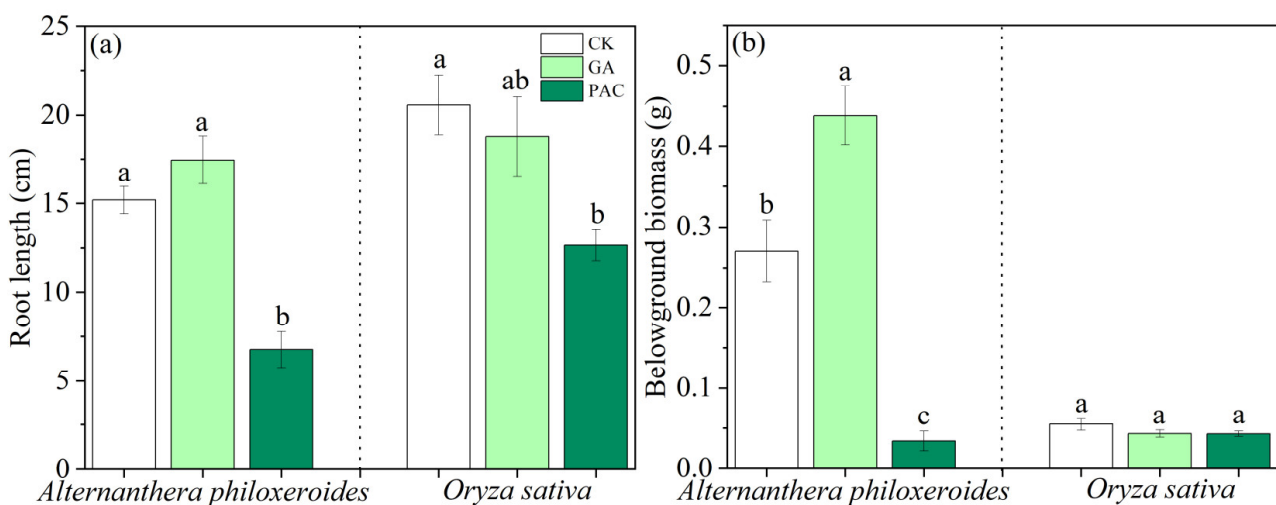 (a)
CK
GA
PAC
25
20
15
10
5
0
Root length (cm)
a
a
b
a
ab
b
Alternanthera philoxeroides
Oryza sativa
(b)
0.5
0.4
0.3
0.2
0.1
0.0
Belowground biomass (g)
b
a
c
a
a
a
Alternanthera philoxeroides
Oryza sativa